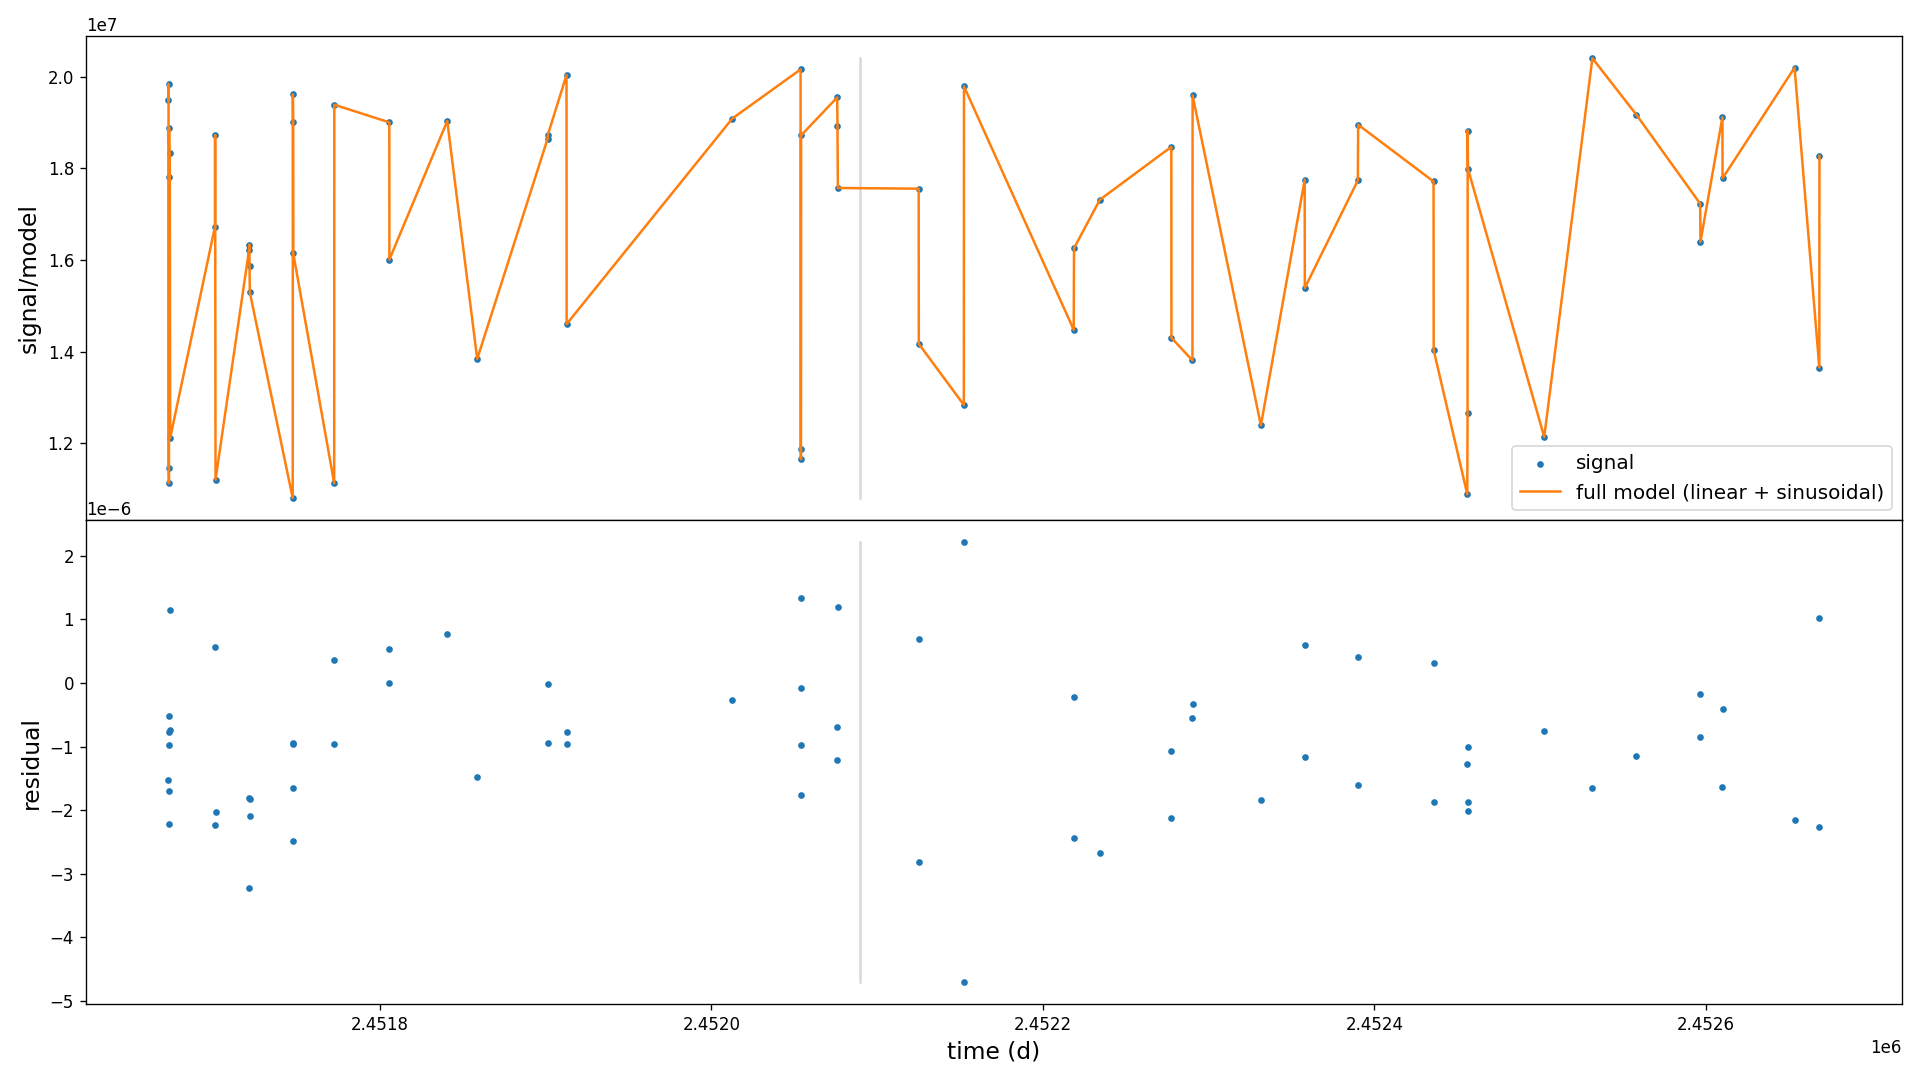 1e7
2.0
1.8
1.6
1.4
1.2
signal/model
signal
full model (linear + sinusoidal)
1e−6
2
1
0
−1
−2
−3
−4
−5
residual
2.4518
2.4520
2.4522
2.4524
2.4526
time (d)
1e6